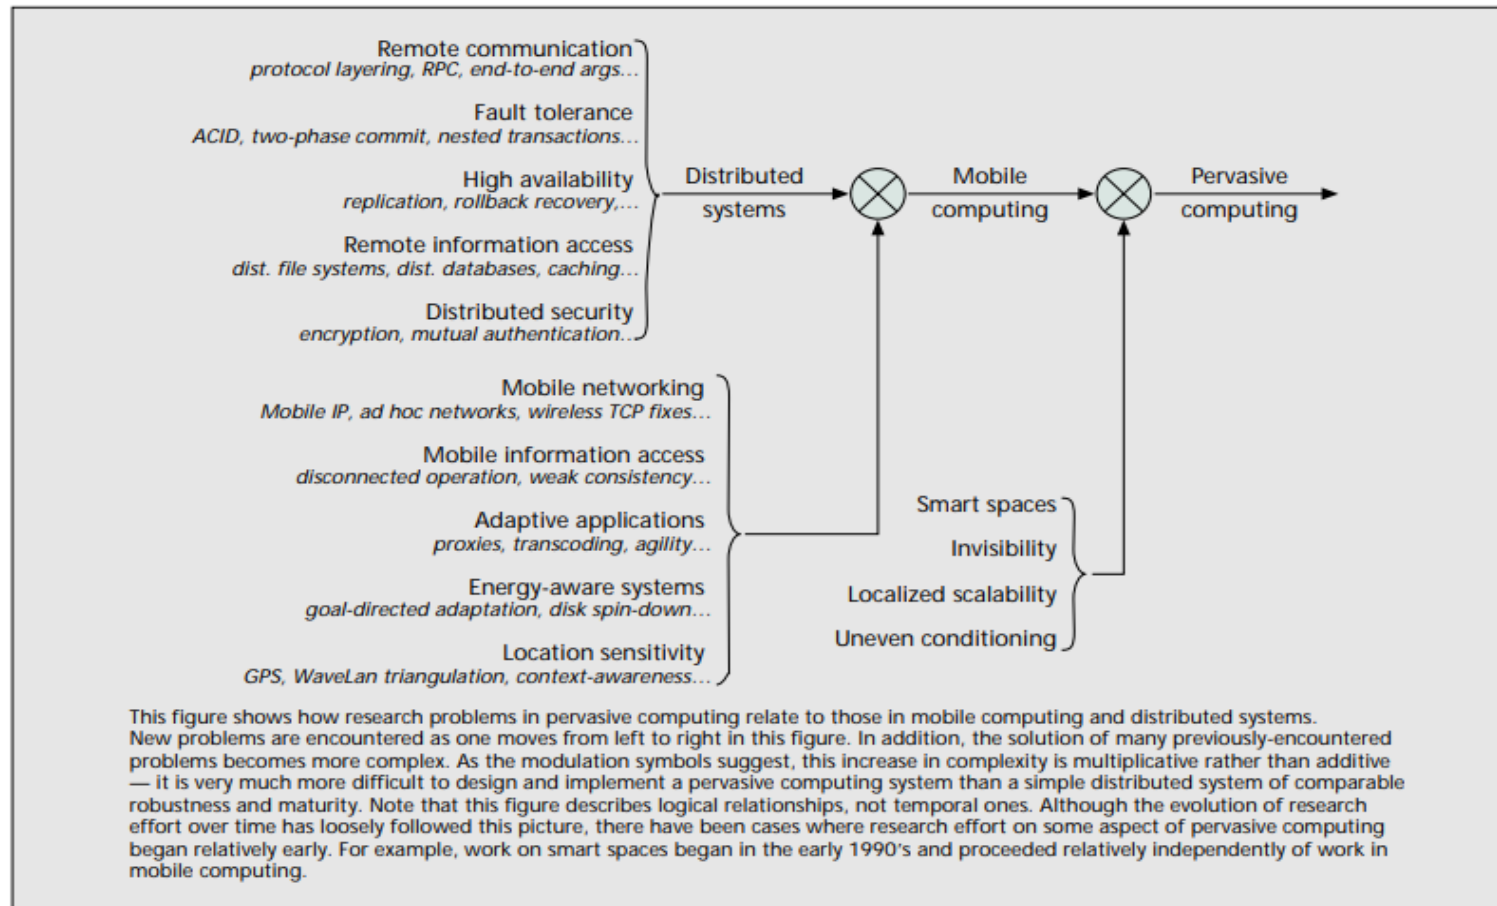 Remote communication
protocol layering, RPC, end-to-end args…
Fault tolerance
ACID, two-phase commit, nested transactions…
High availability
replication, rollback recovery,…
Remote information access
dist. file systems, dist. databases, caching…
Distributed security
encryption, mutual authentication…
Distributed
systems
Mobile
computing
Pervasive
computing
Mobile networking
Mobile IP, ad hoc networks, wireless TCP fixes…
Mobile information access
disconnected operation, weak consistency…
Adaptive applications
proxies, transcoding, agility…
Energy-aware systems
goal-directed adaptation, disk spin-down…
Location sensitivity
GPS, WaveLan triangulation, context-awareness…
Smart spaces
Invisibility
Localized scalability
Uneven conditioning
This figure shows how research problems in pervasive computing relate to those in mobile computing and distributed systems.
New problems are encountered as one moves from left to right in this figure. In addition, the solution of many previously-encountered
problems becomes more complex. As the modulation symbols suggest, this increase in complexity is multiplicative rather than additive
— it is very much more difficult to design and implement a pervasive computing system than a simple distributed system of comparable
robustness and maturity. Note that this figure describes logical relationships, not temporal ones. Although the evolution of research
effort over time has loosely followed this picture, there have been cases where research effort on some aspect of pervasive computing
began relatively early. For example, work on smart spaces began in the early 1990's and proceeded relatively independently of work in
mobile computing.